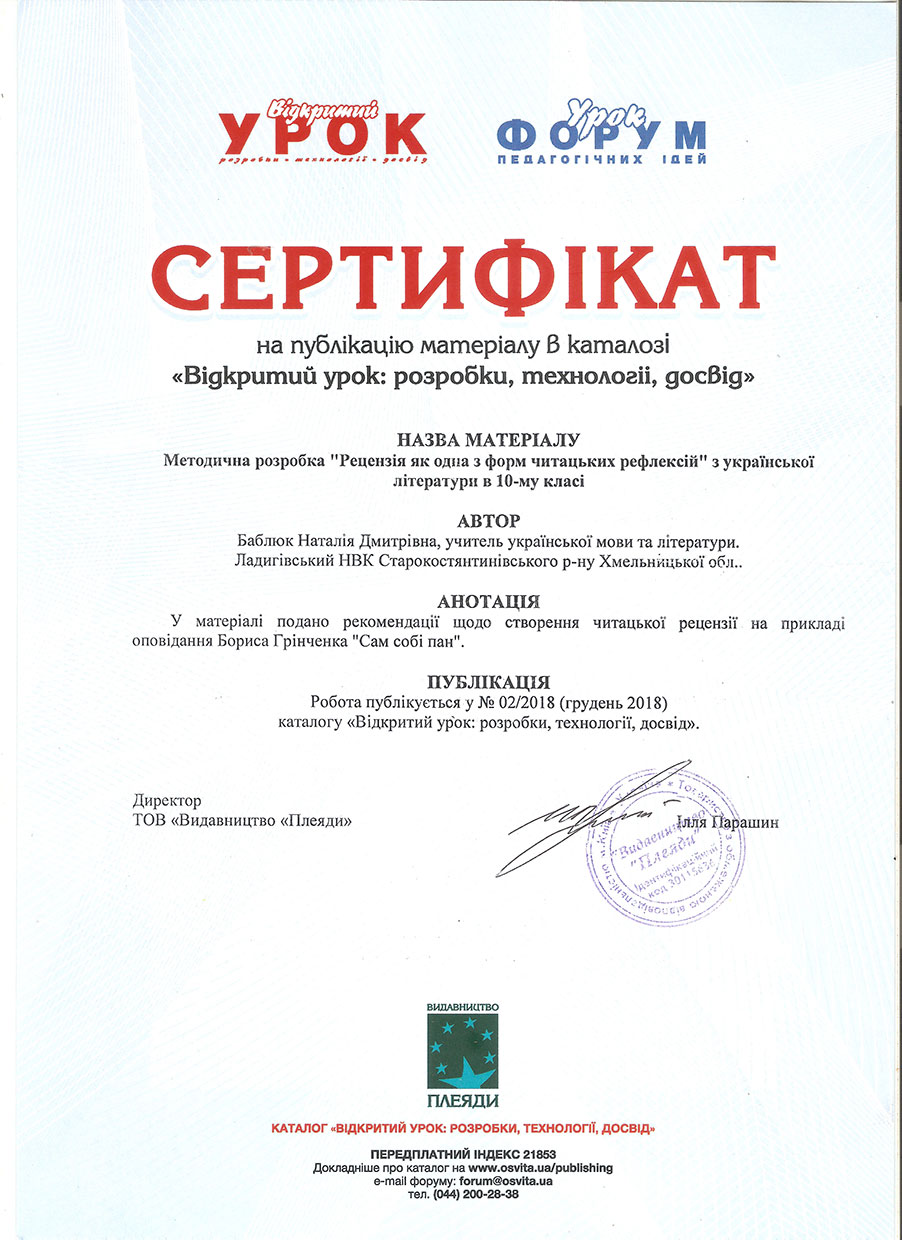 Відкритий
УРОК
розробки • технології • досвід
Урок
ФОРУМ
ПЕДАГОГІЧНИХ ІДЕЙ
СЕРТИФІКАТ
на публікацію матеріалу в каталозі
«Відкритий урок: розробки, технології, досвід»
НАЗВА МАТЕРІАЛУ
Методична розробка "Рецензія як одна з форм читацьких рефлексій" з української
літератури в 10-му класі
АВТОР
Баблюк Наталія Дмитрівна, учитель української мови та літератури.
Ладигівський НВК Старокостянтинівського р-ну Хмельницької обл..
АНОТАЦІЯ
У матеріалі подано рекомендації щодо створення читацької рецензії на прикладі
оповідання Бориса Грінченка "Сам собі пан".
ПУБЛІКАЦІЯ
Робота публікується у № 02/2018 (грудень 2018)
каталогу «Відкритий урок: розробки, технології, досвід».
Директор
ТОВ «Видавництво «Плеяди»
Ілля Парашин
Товариство з обмеженою відповідальністю
"Видавництво
"Плеяди"
Ідентифікаційний
код
ВИДАВНИЦТВО
ПЛЕЯДИ
КАТАЛОГ «ВІДКРИТИЙ УРОК: РОЗРОБКИ, ТЕХНОЛОГІЇ, ДОСВІД»
ПЕРЕДПЛАТНИЙ ІНДЕКС 21853
Докладніше про каталог на www.osvita.ua/publishing
e-mail форуму: forum@osvita.ua
тел. (044) 200-28-38